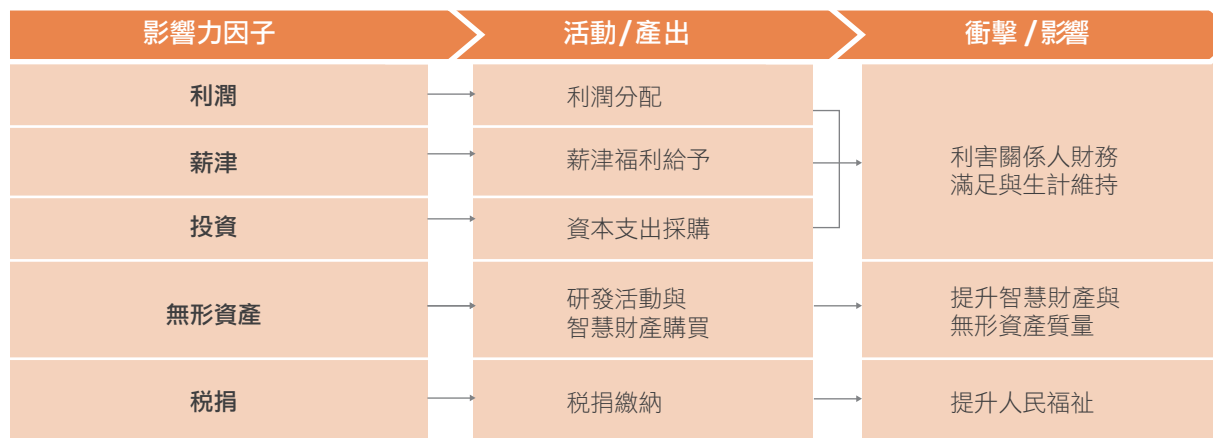 影響力因子
活動/產出
衝擊/影響
利潤
利潤分配
薪津
薪津福利給予
利害關係人財務
滿足與生計維持
投資
資本支出採購
無形資產
研發活動與
智慧財產購買
提升智慧財產與
無形資產質量
税捐
税捐繳納
提升人民福祉